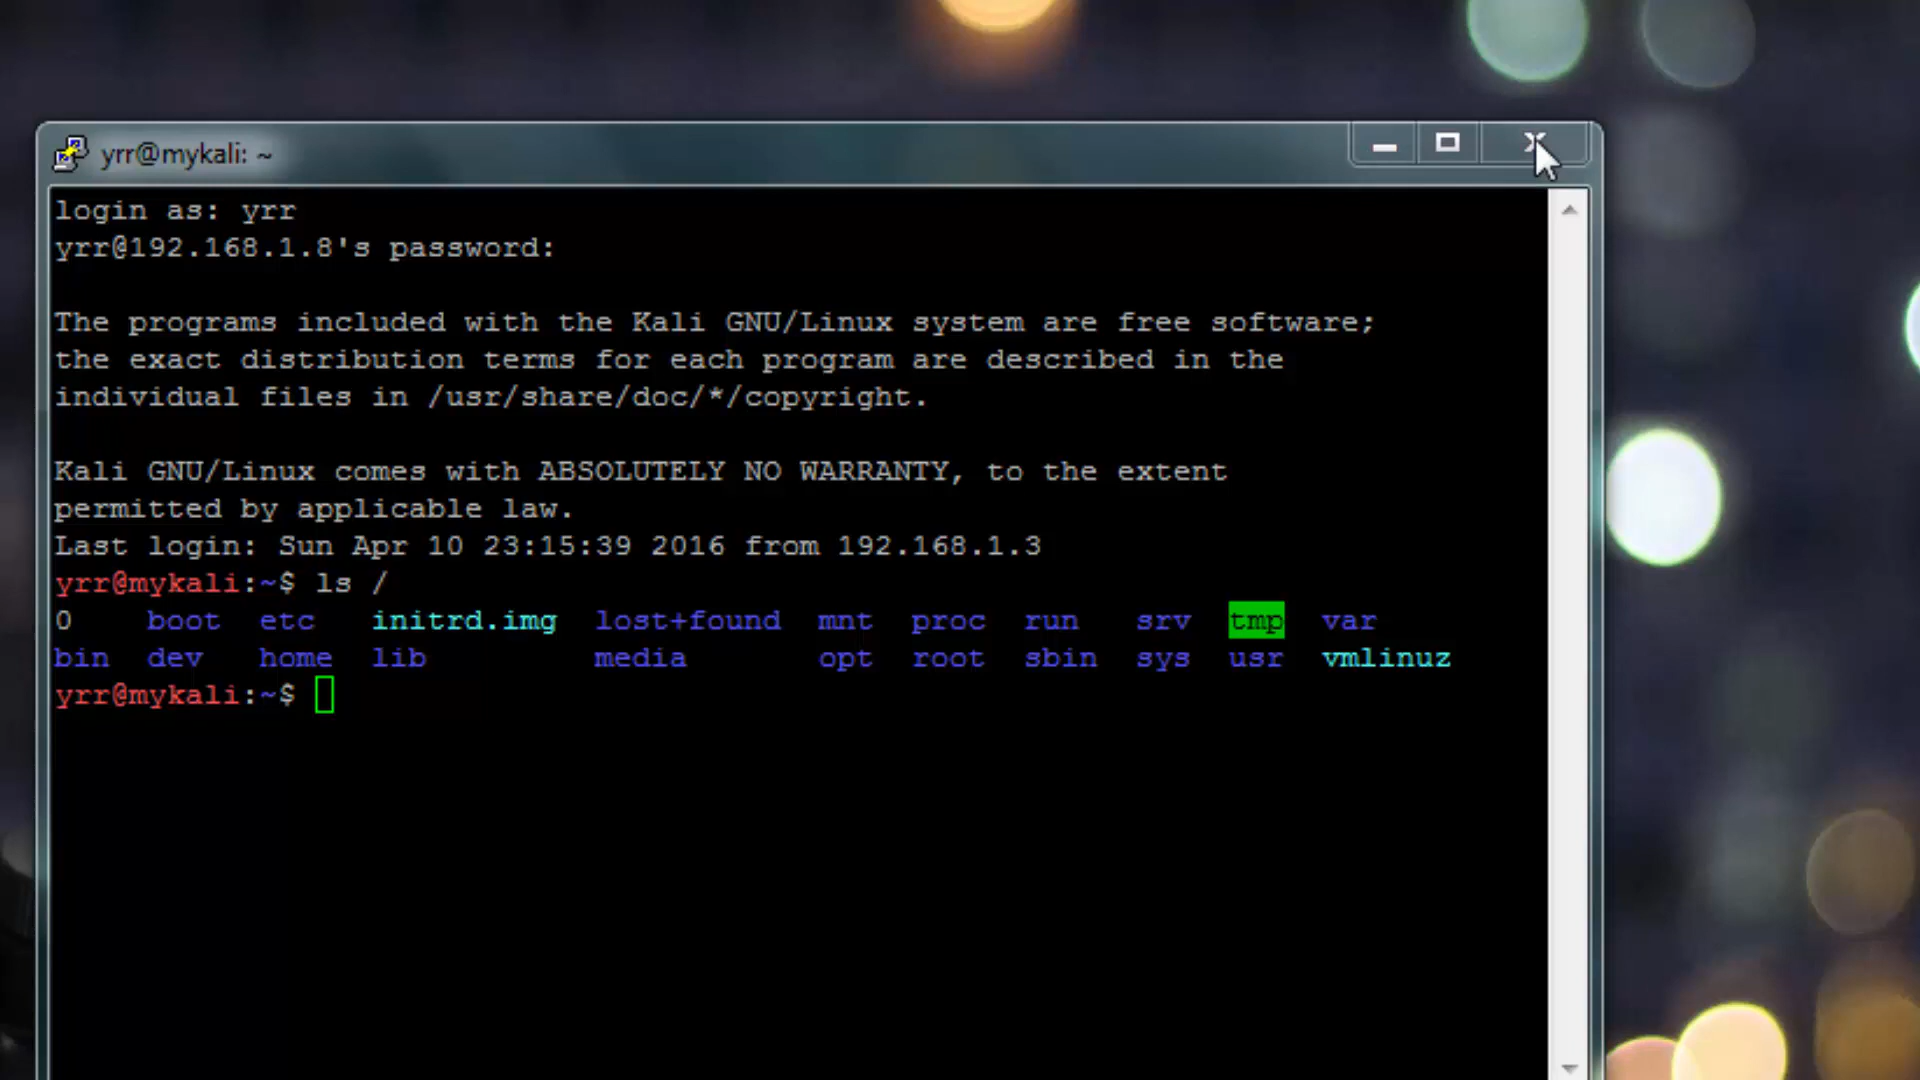 yrr@mykali: ~
login as: yrr
yrr@192.168.1.8's password:
The programs included with the Kali GNU/Linux system are free software;
the exact distribution terms for each program are described in the
individual files in /usr/share/doc/*/copyright.
Kali GNU/Linux comes with ABSOLUTELY NO WARRANTY, to the extent
permitted by applicable law.
Last login: Sun Apr 10 23:15:39 2016 from 192.168.1.3
yrr@mykali:~$ ls /
0 boot etc initrd.img lost+found mnt proc run srv tmp var
bin dev home lib media opt root sbin sys usr vmlinuz
yrr@mykali:~$